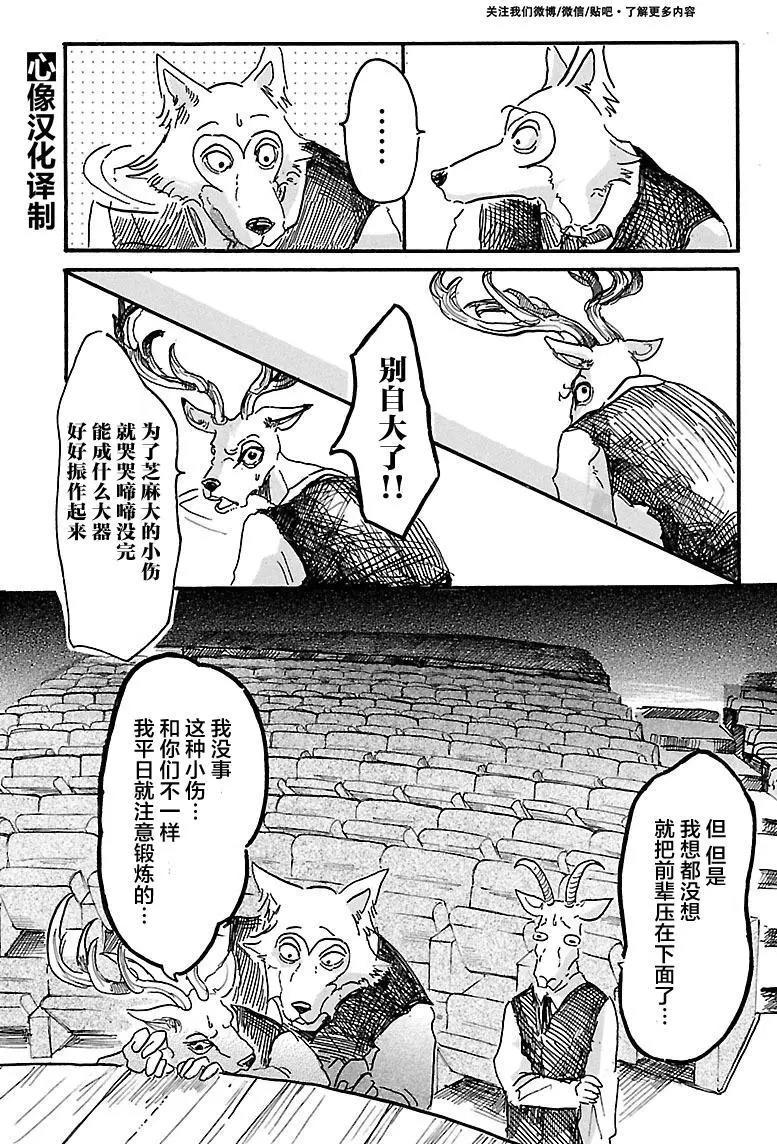 关注我们微博/微信/贴吧·了解更多内容
心像汉化译制
……
别自大了!!
为了芝麻大的小伤
就哭哭啼啼没完
能成什么大器
好好振作起来
但 但是
我想都没想
就把前辈压在下面了…
我没事
这种小伤…
和你们不一样
我平日就注意锻炼的…